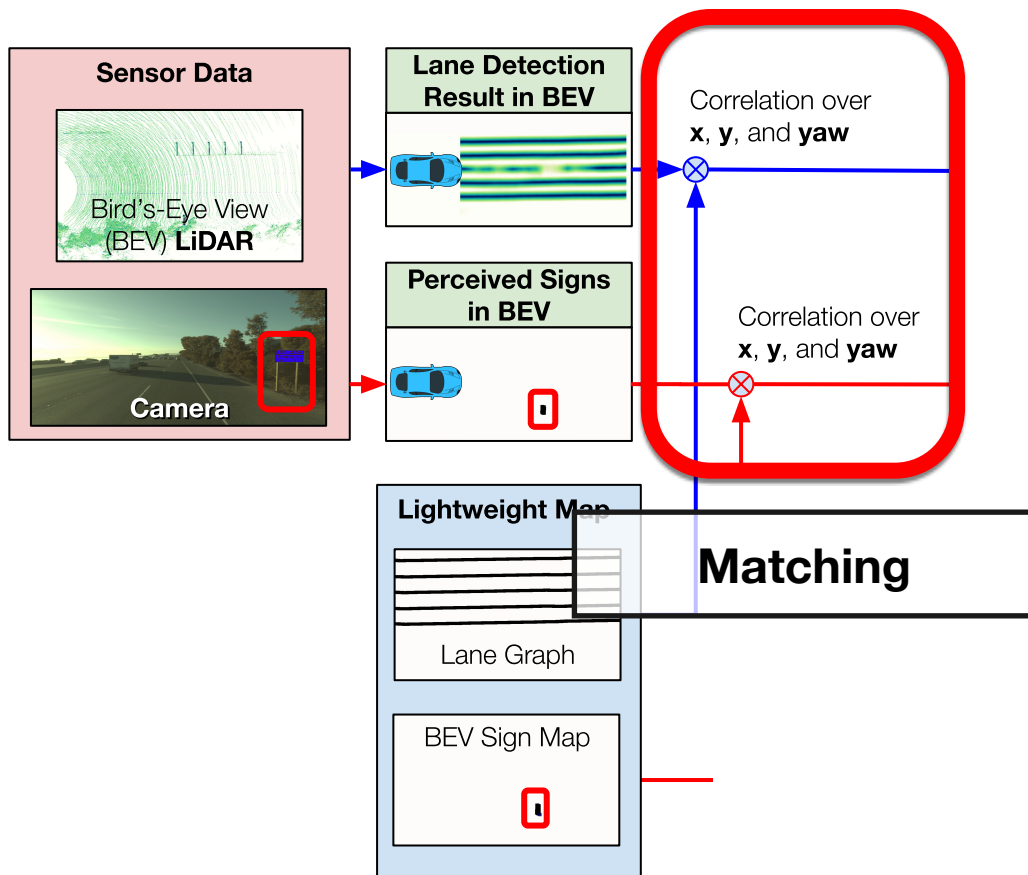 Sensor Data
Bird's-Eye View
(BEV) LiDAR
Camera
Lane Detection
Result in BEV
Perceived Signs
in BEV
Correlation over
x, y, and yaw
Correlation over
x, y, and yaw
Lightweight Map
Matching
Lane Graph
BEV Sign Map